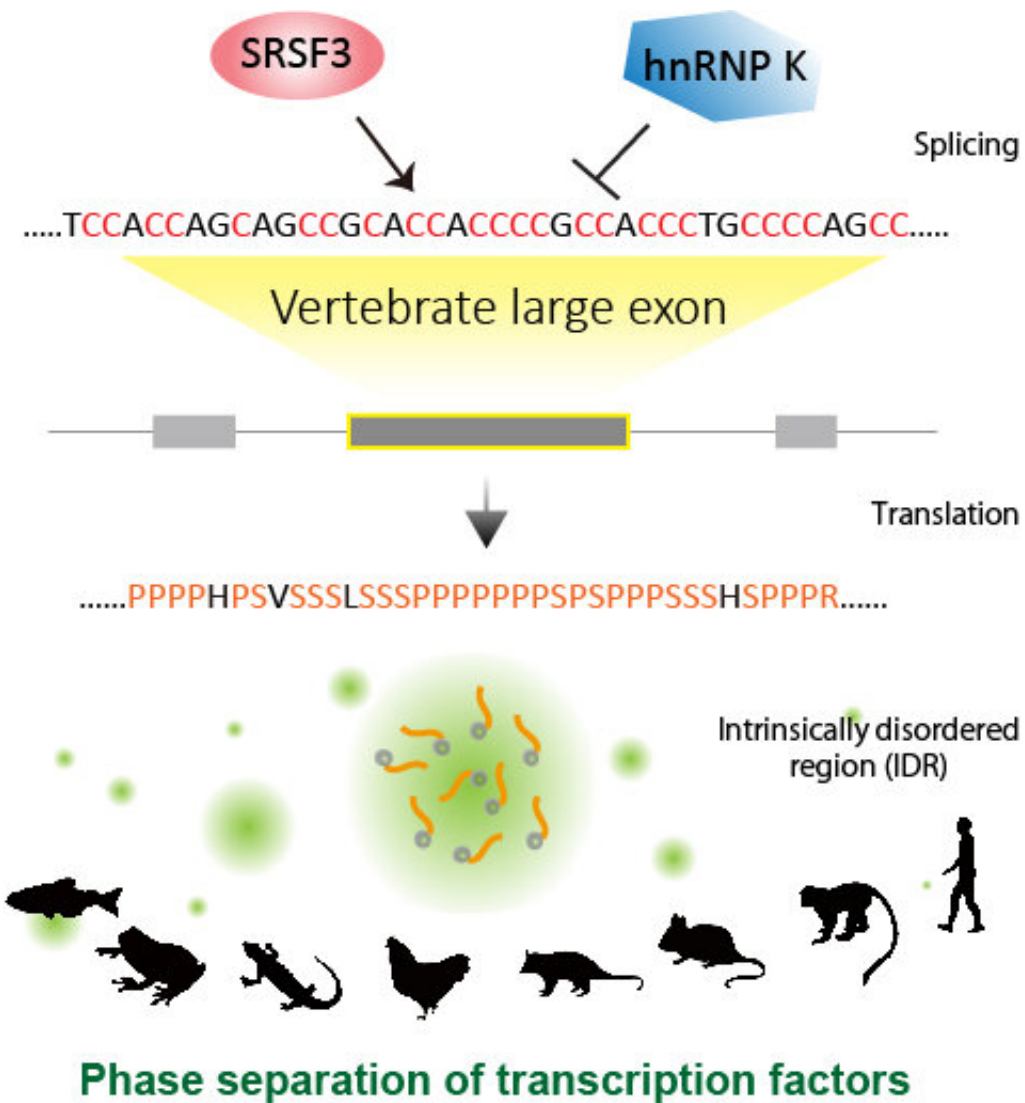 SRSF3
hnRNP K
Splicing
.....TCCACCAGCAGCCGCACCACCCCGCCACCCTGCCCCAGCC.....
Vertebrate large exon
Translation
......PPPPHPSVSSSLSSSPPPPPPPSPSPPPSSSHSPPPR......
Intrinsically disordered
region (IDR)
Phase separation of transcription factors